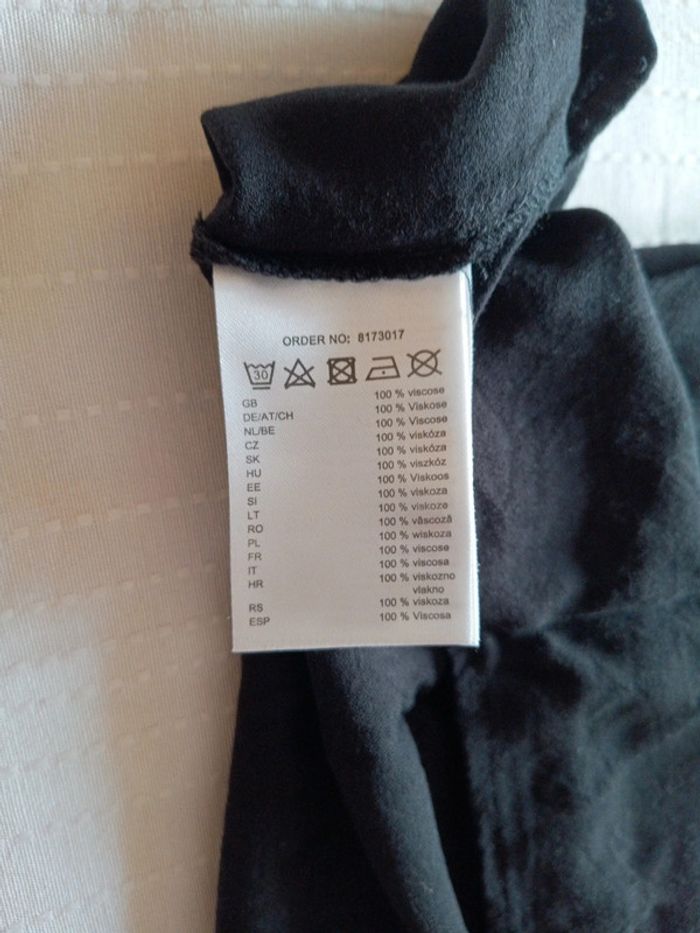 ORDER NO: 8173017
30
GB 100 % viscose
DE/AT/CH 100 % Viskose
NL/BE 100 % Viscose
CZ 100 % viskóza
SK 100 % viskóza
HU 100 % viszkóz
EE 100 % Viskoos
SI 100 % viskoza
LT 100 % viskoze
RO 100 % vâscoză
PL 100 % wiskoza
FR 100 % viscose
IT 100 % viscosa
HR 100 % viskozno
vlakno
RS 100 % viskoza
ESP 100 % Viscosa